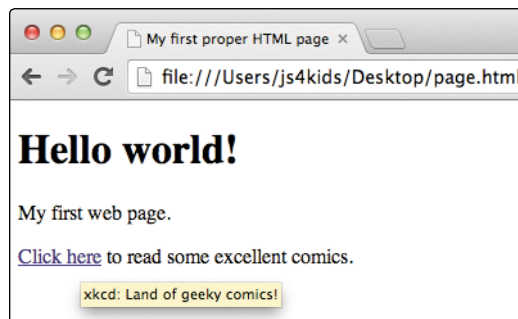 My first proper HTML page
file:///Users/js4kids/Desktop/page.html
Hello world!
My first web page.
Click here to read some excellent comics.
xkcd: Land of geeky comics!